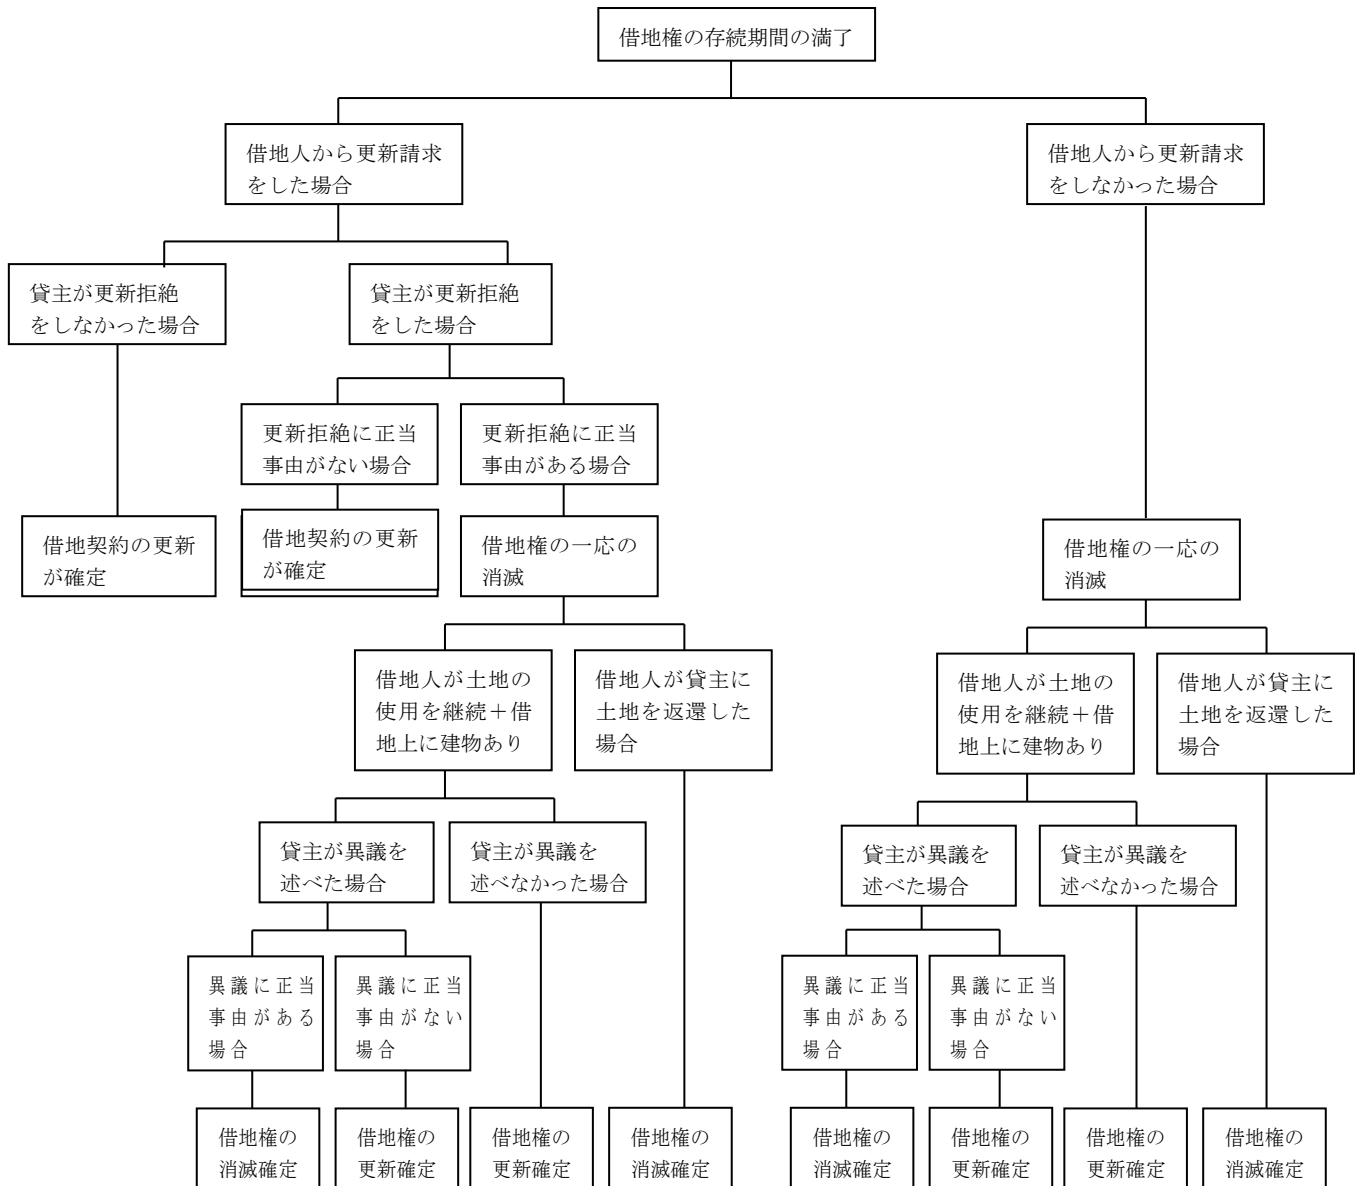 借地権の存続期間の満了
借地人から更新請求
をした場合
借地人から更新請求
をしなかった場合
貸主が更新拒絶
をしなかった場合
貸主が更新拒絶
をした場合
更新拒絶に正当
事由がない場合
更新拒絶に正当
事由がある場合
借地契約の更新
が確定
借地契約の更新
が確定
借地権の一応の
消滅
借地権の一応の
消滅
借地人が土地の
使用を継続＋借
地上に建物あり
借地人が貸主に
土地を返還した
場合
借地人が土地の
使用を継続＋借
地上に建物あり
借地人が貸主に
土地を返還した
場合
貸主が異議を
述べた場合
貸主が異議を
述べなかった場合
貸主が異議を
述べた場合
貸主が異議を
述べなかった場合
異議に正当
事由がある
場合
異議に正当
事由がない
場合
異議に正当
事由がある
場合
異議に正当
事由がない
場合
借地権の
消滅確定
借地権の
更新確定
借地権の
更新確定
借地権の
消滅確定
借地権の
消滅確定
借地権の
更新確定
借地権の
更新確定
借地権の
消滅確定